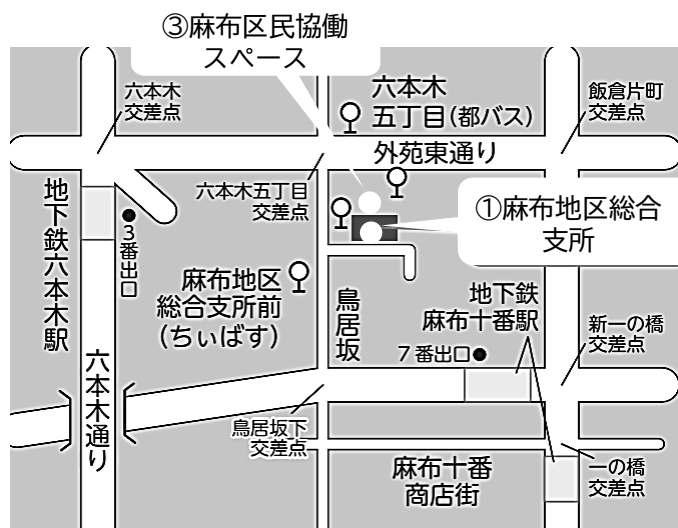 ③麻布区民協働
スペース
六本木
交差点
六本木
五丁目(都バス)
飯倉片町
交差点
外苑東通り
地下鉄六本木駅
3番出口
六本木五丁目
交差点
①麻布地区総合
支所
麻布地区
総合支所前
(ちぃばす)
鳥居坂
地下鉄
麻布十番駅
7番出口
新一の橋
交差点
六本木通り
鳥居坂下
交差点
麻布十番
商店街
一の橋
交差点